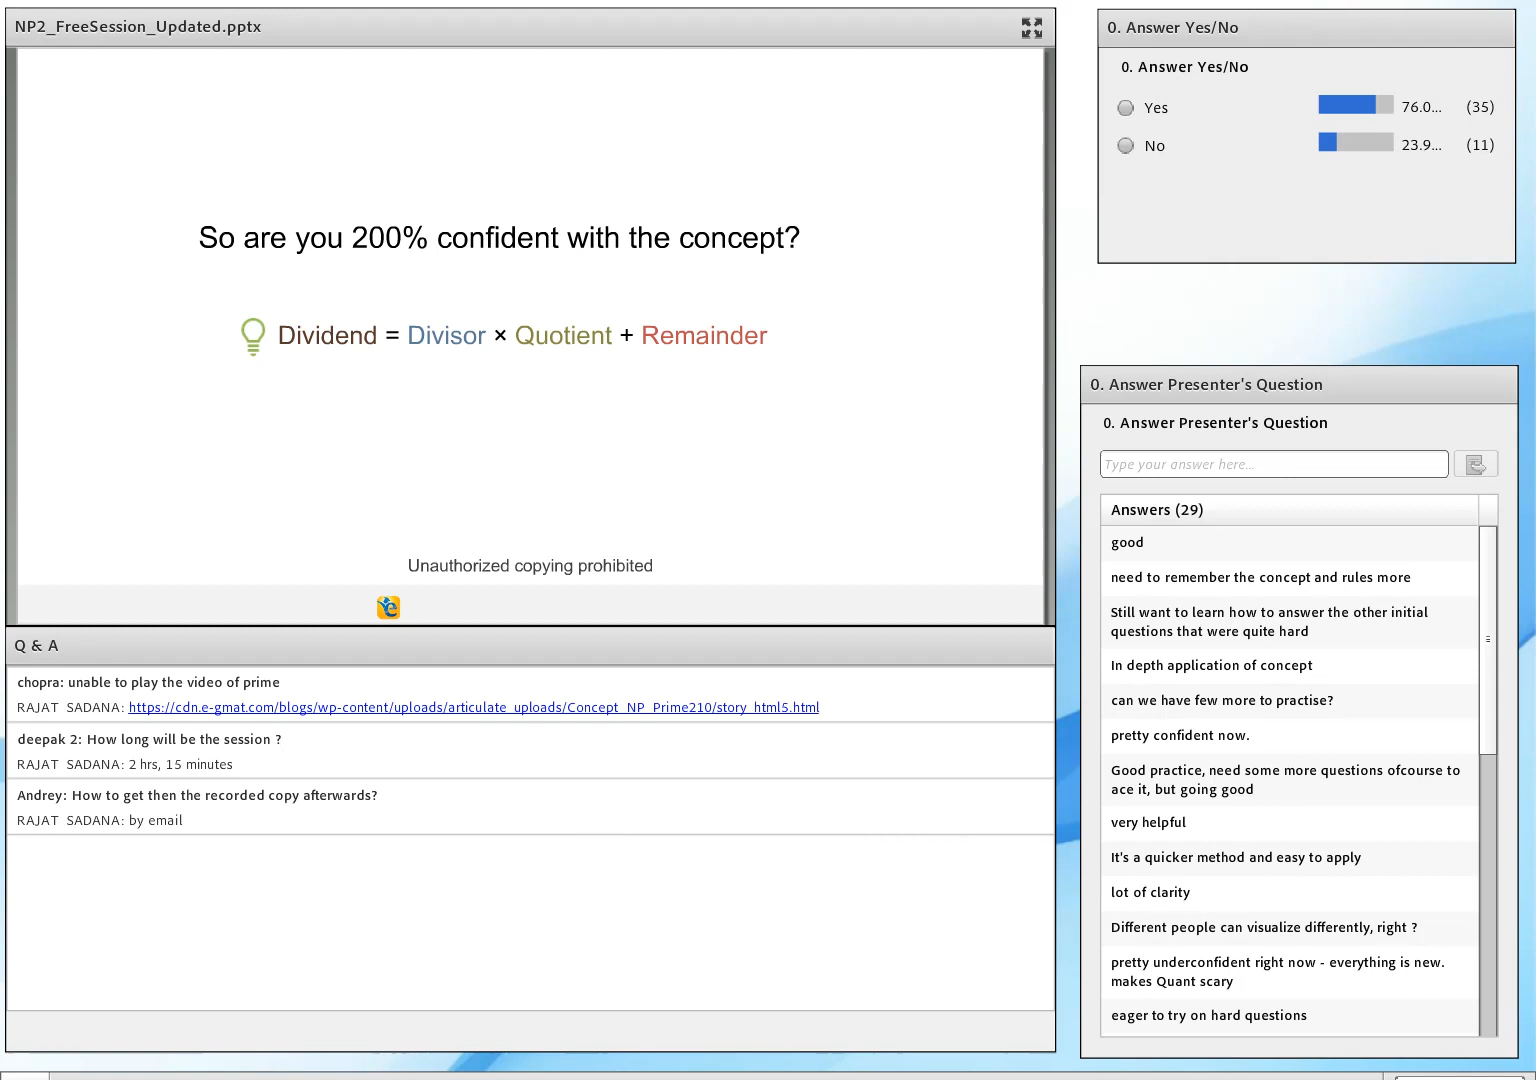 NP2_FreeSession_Updated.pptx
So are you 200% confident with the concept?
Dividend = Divisor × Quotient + Remainder
Unauthorized copying prohibited
Q & A
chopra: unable to play the video of prime
RAJAT SADANA: https://cdn.e-gmat.com/blogs/wp-content/uploads/articulate_uploads/Concept_NP_Prime210/story_html5.html
deepak 2: How long will be the session ?
RAJAT SADANA: 2 hrs, 15 minutes
Andrey: How to get then the recorded copy afterwards?
RAJAT SADANA: by email
0. Answer Yes/No
0. Answer Yes/No
Yes 76.0... (35)
No 23.9... (11)
0. Answer Presenter's Question
0. Answer Presenter's Question
Type your answer here...
Answers (29)
good
need to remember the concept and rules more
Still want to learn how to answer the other initial
questions that were quite hard
In depth application of concept
can we have few more to practise?
pretty confident now.
Good practice, need some more questions ofcourse to
ace it, but going good
very helpful
It's a quicker method and easy to apply
lot of clarity
Different people can visualize differently, right ?
pretty underconfident right now - everything is new.
makes Quant scary
eager to try on hard questions